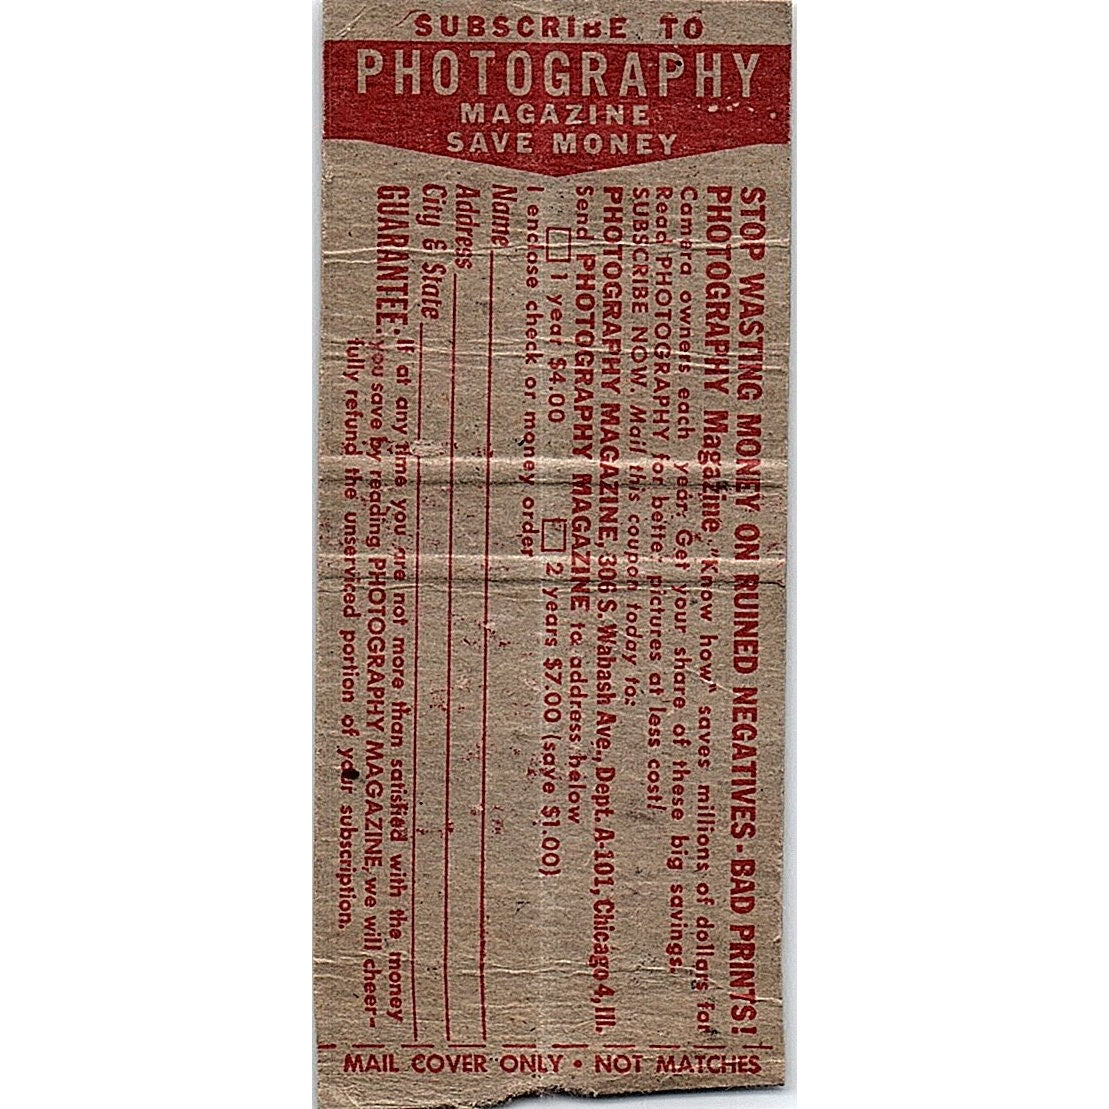 SUBSCRIBE TO
PHOTOGRAPHY
MAGAZINE
SAVE MONEY
STOP WASTING MONEY ON RUINED NEGATIVES - BAD PRINTS!
PHOTOGRAPHY Magazine "Know how" saves millions of dollars for
Camera owners each year. Get your share of these big savings.
Read PHOTOGRAPHY for better pictures at less cost!
SUBSCRIBE NOW. Mail this coupon today to:
PHOTOGRAPHY MAGAZINE, 306 S. Wabash Ave., Dept. A-101, Chicago 4, Ill.
Send PHOTOGRAPHY MAGAZINE to address below
1 year $4.00 2 years $7.00 (save $1.00)
I enclose check or money order
Name
Address
City & State
GUARANTEE: If at any time you are not more than satisfied with the money
you save by reading PHOTOGRAPHY MAGAZINE, we will cheer-
fully refund the unserviced portion of your subscription.
MAIL COVER ONLY • NOT MATCHES